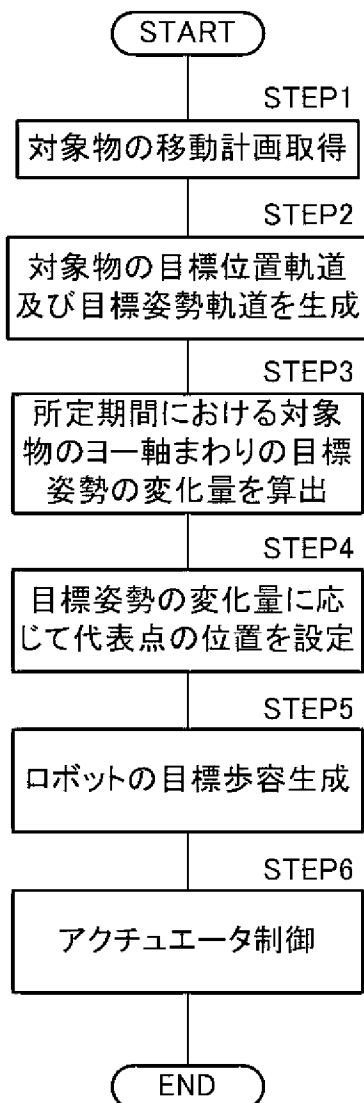 START
STEP1
対象物の移動計画取得
STEP2
対象物の目標位置軌道
及び目標姿勢軌道を生成
STEP3
所定期間における対象
物のヨー軸まわりの目標
姿勢の変化量を算出
STEP4
目標姿勢の変化量に応
じて代表点の位置を設定
STEP5
ロボットの目標歩容生成
STEP6
アクチュエータ制御
END